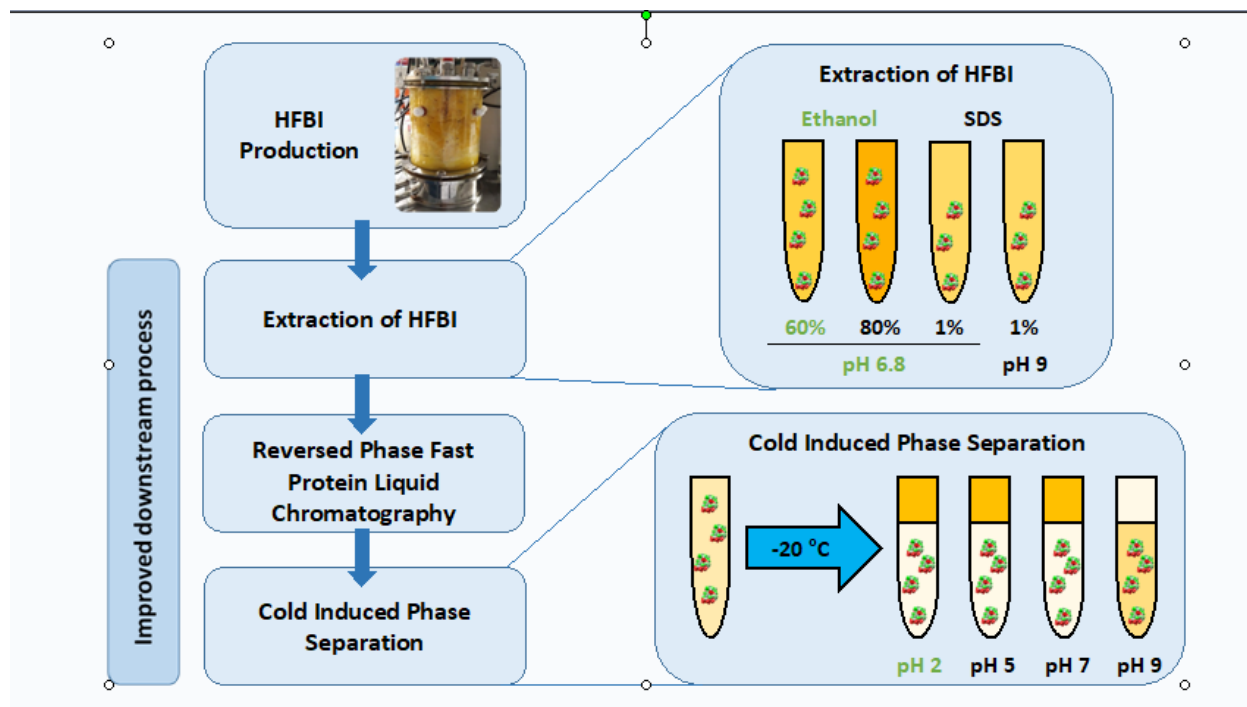 HFBI
Production
Extraction of HFBI
Reversed Phase Fast
Protein Liquid
Chromatography
Cold Induced Phase
Separation
Improved downstream process
Extraction of HFBI
Ethanol SDS
60% 80% 1% 1%
pH 6.8 pH 9
Cold Induced Phase Separation
-20 °C
pH 2 pH 5 pH 7 pH 9